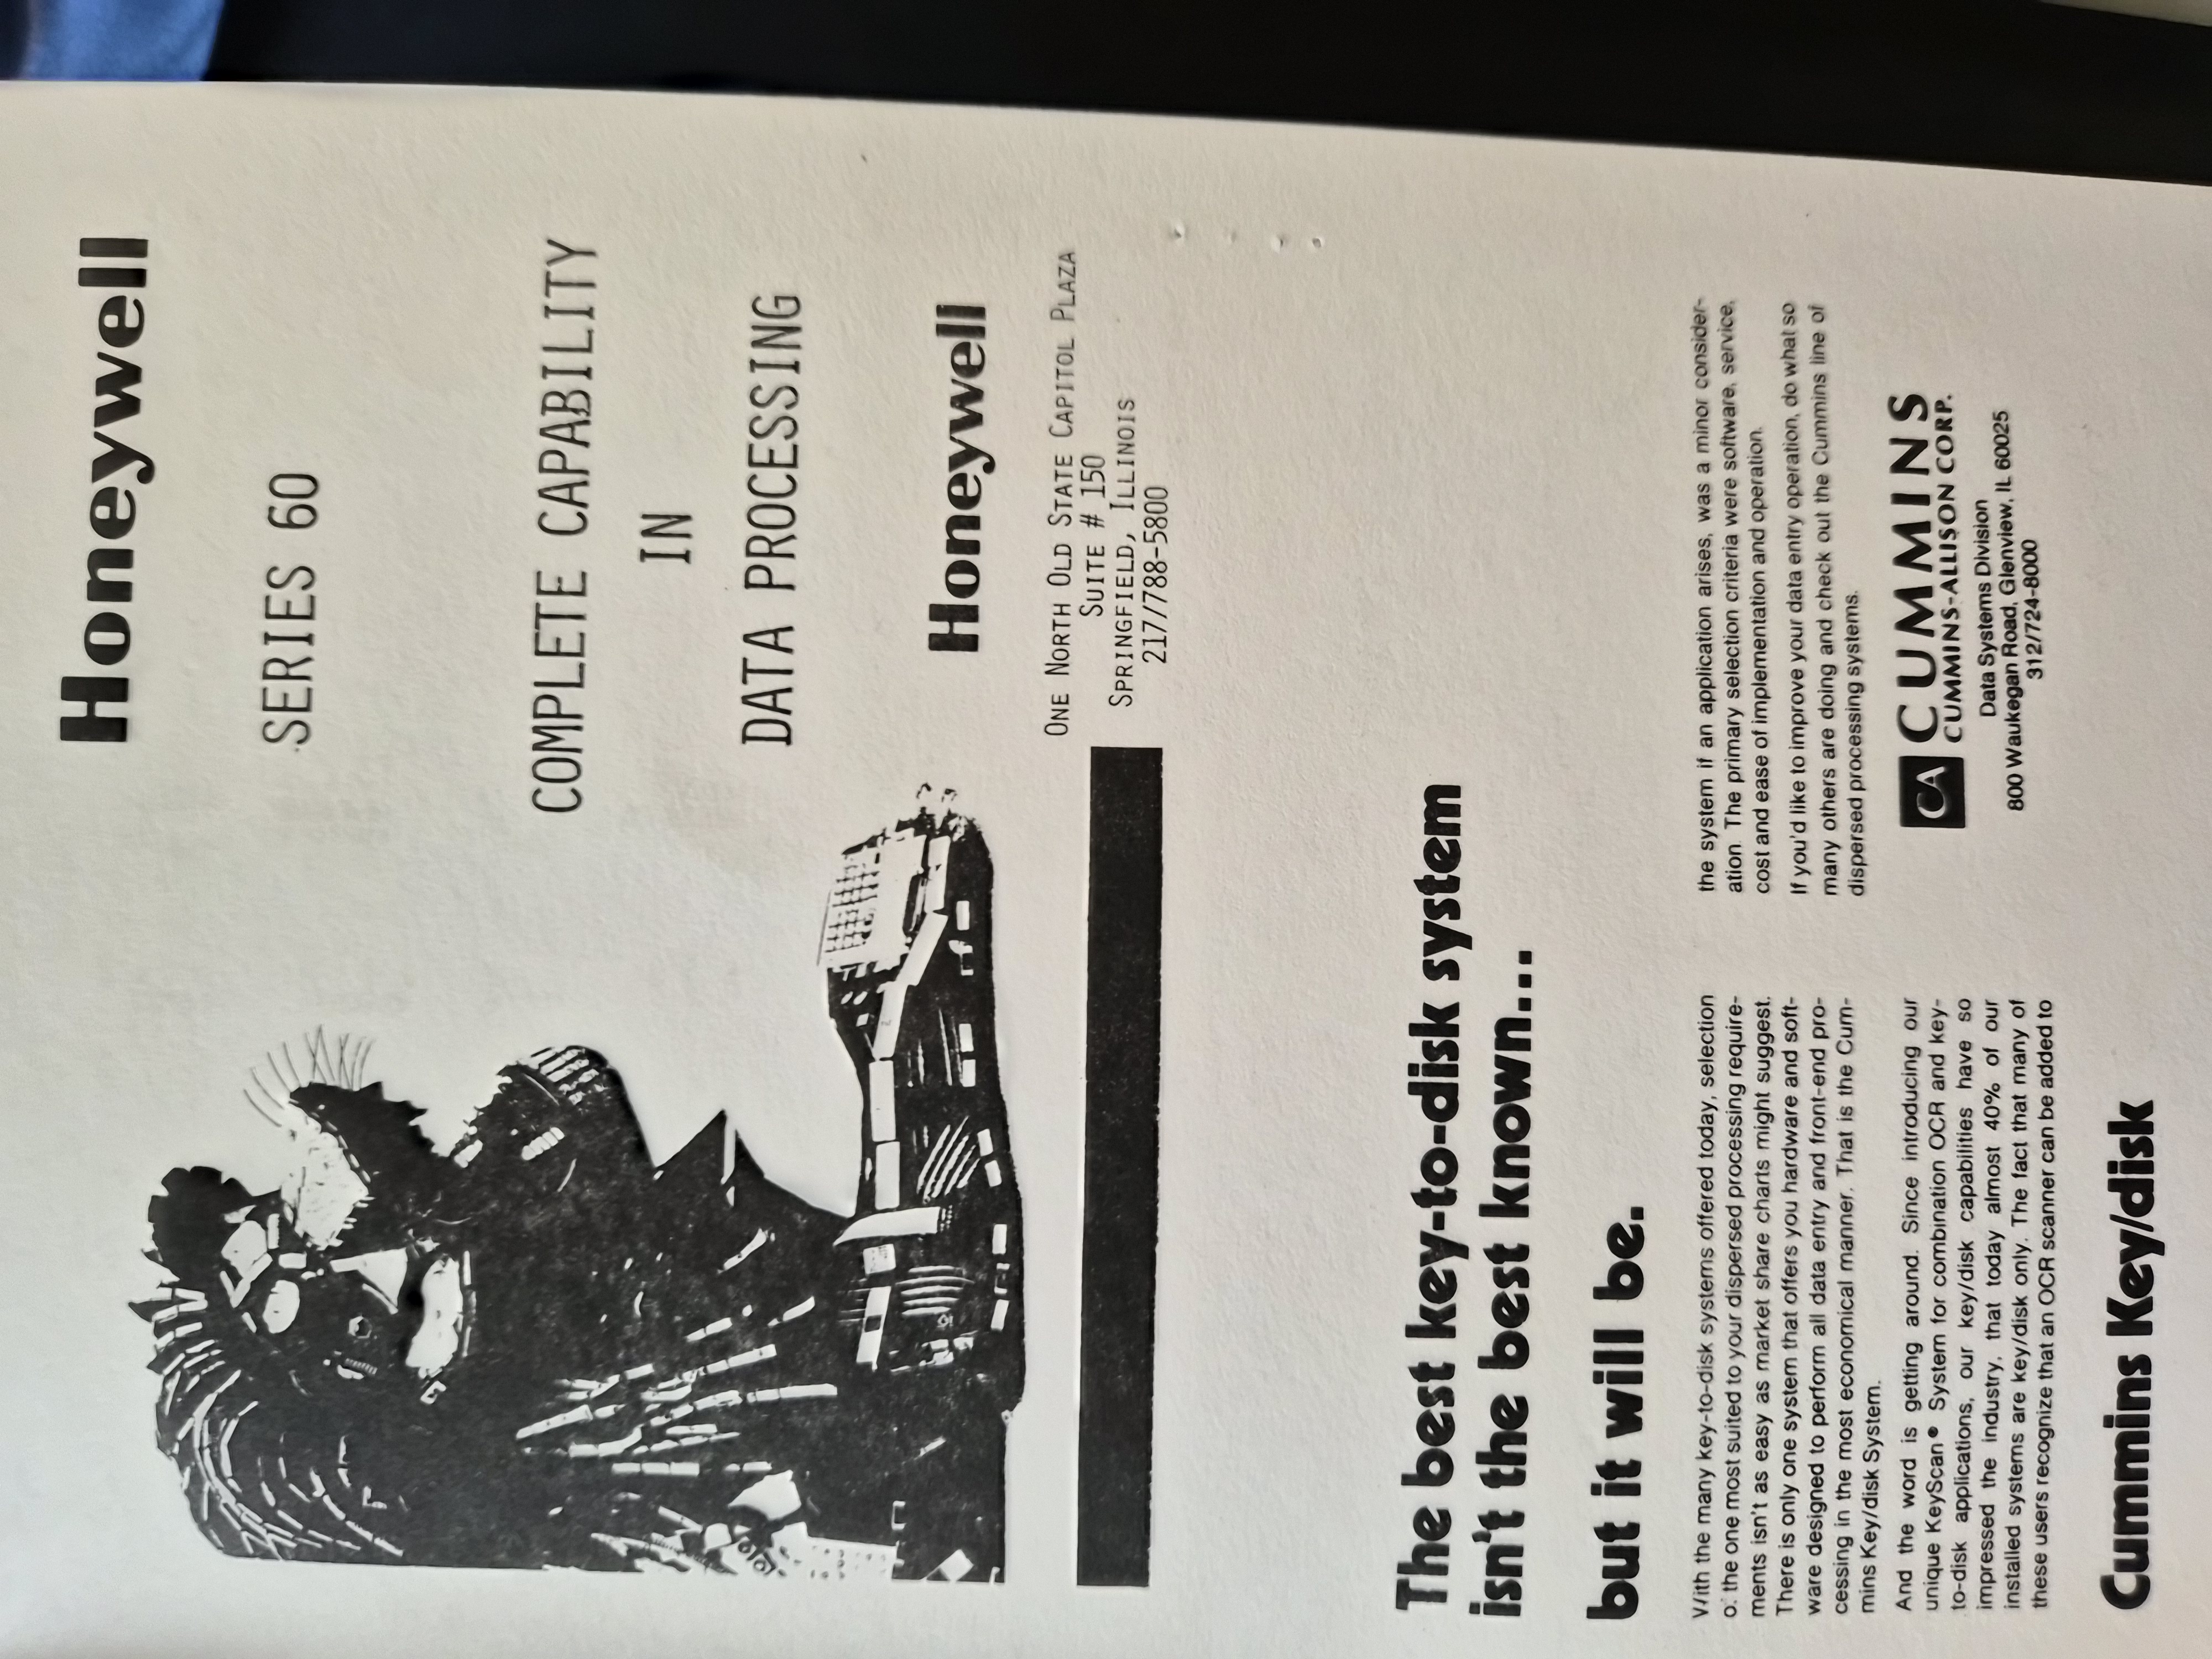 Honeywell
SERIES 60
COMPLETE CAPABILITY
IN
DATA PROCESSING
Honeywell
ONE NORTH OLD STATE CAPITOL PLAZA
SUITE # 150
SPRINGFIELD, ILLINOIS
217/788-5800
The best key-to-disk system
isn't the best known...
but it will be.
With the many key-to-disk systems offered today, selection
of the one most suited to your dispersed processing require-
ments isn't as easy as market share charts might suggest.
There is only one system that offers you hardware and soft-
ware designed to perform all data entry and front-end pro-
cessing in the most economical manner. That is the Cum-
mins Key/disk System.
And the word is getting around. Since introducing our
unique KeyScan® System for combination OCR and key-
to-disk applications, our key/disk capabilities have so
impressed the industry, that today almost 40% of our
installed systems are key/disk only. The fact that many of
these users recognize that an OCR scanner can be added to
the system if an application arises, was a minor consider-
ation. The primary selection criteria were software, service,
cost and ease of implementation and operation.
If you'd like to improve your data entry operation, do what so
many others are doing and check out the Cummins line of
dispersed processing systems.
CA CUMMINS
CUMMINS-ALLISON CORP.
Data Systems Division
800 Waukegan Road, Glenview, IL 60025
312/724-8000
Cummins Key/disk